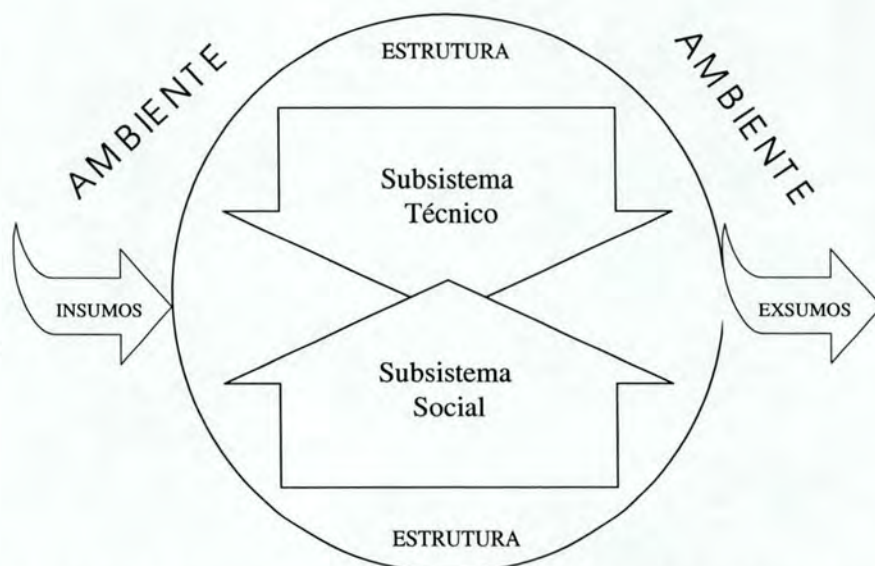 AMBIENTE
ESTRUTURA
AMBIENTE
Subsistema
Técnico
INSUMOS
EXSUMOS
Subsistema
Social
ESTRUTURA